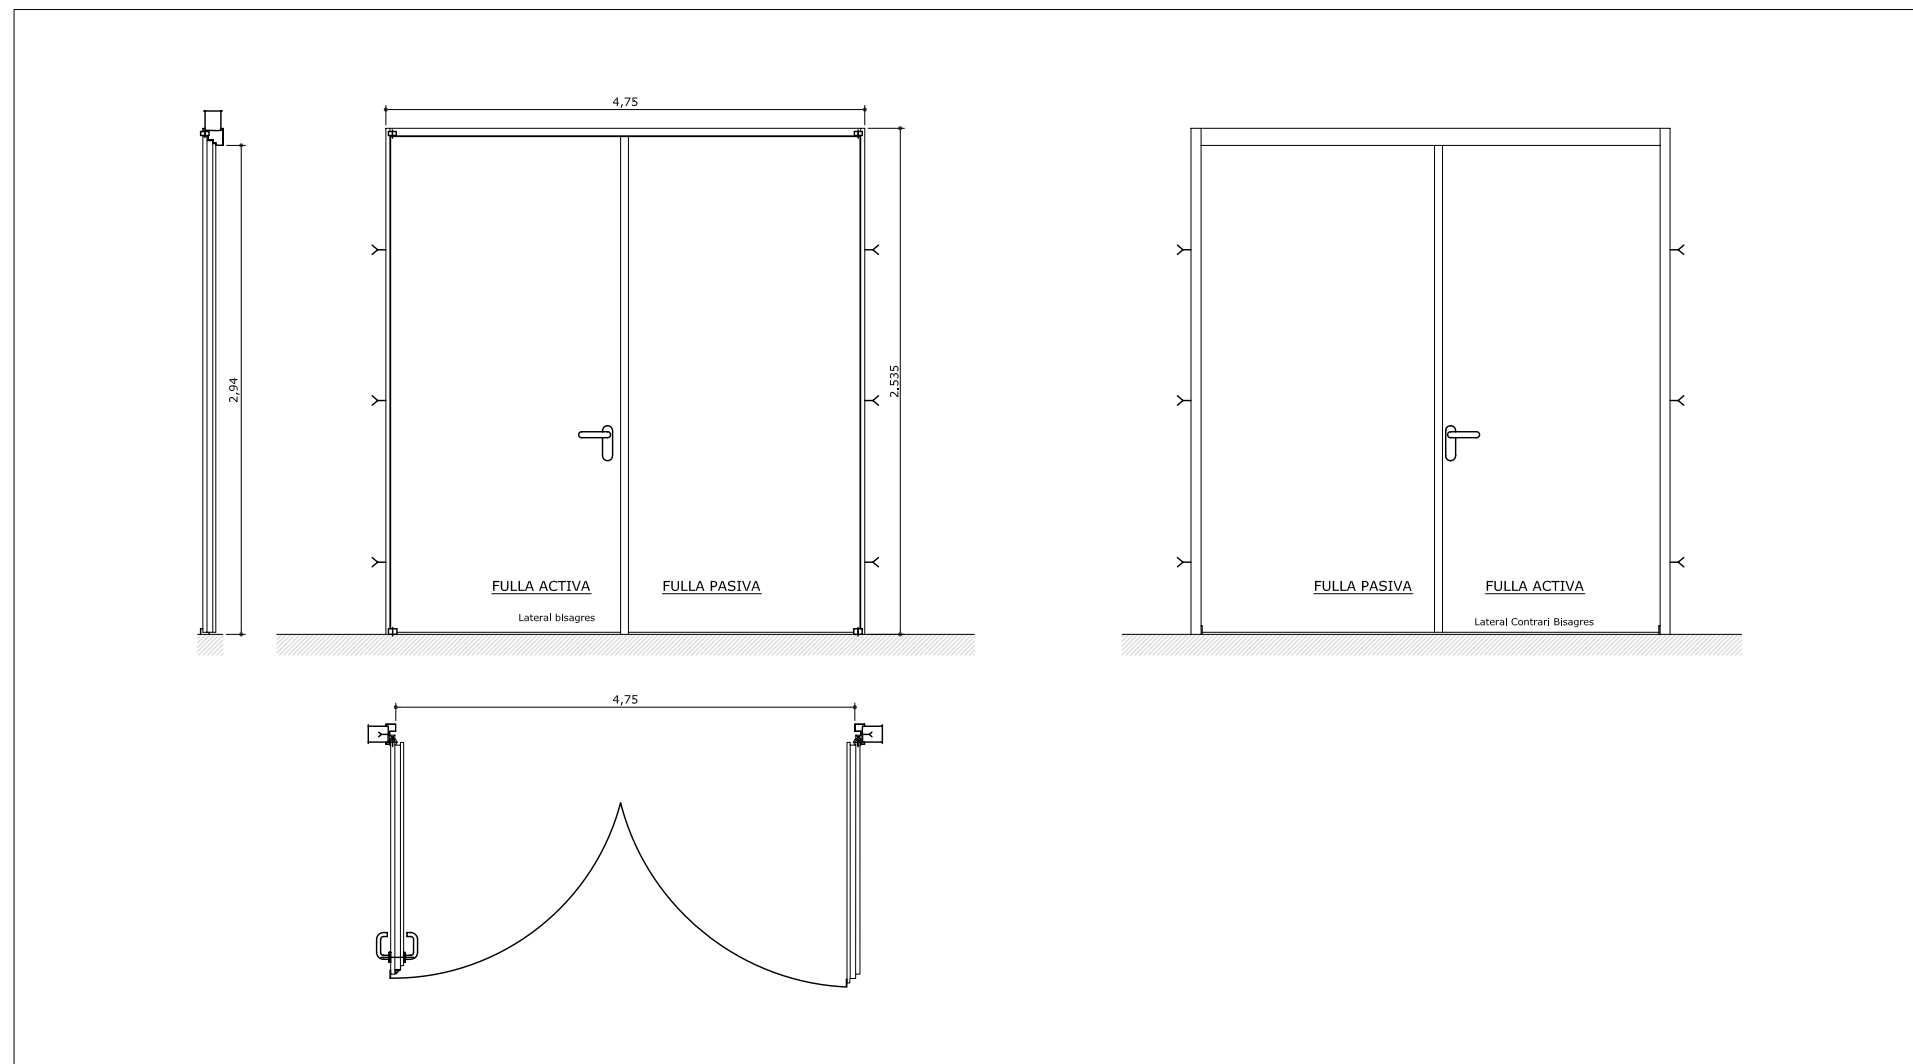 4,75
2,94
2.535
FULLA ACTIVA
FULLA PASIVA
Lateral bisagres
FULLA PASIVA
FULLA ACTIVA
Lateral Contrari Bisagres
4,75